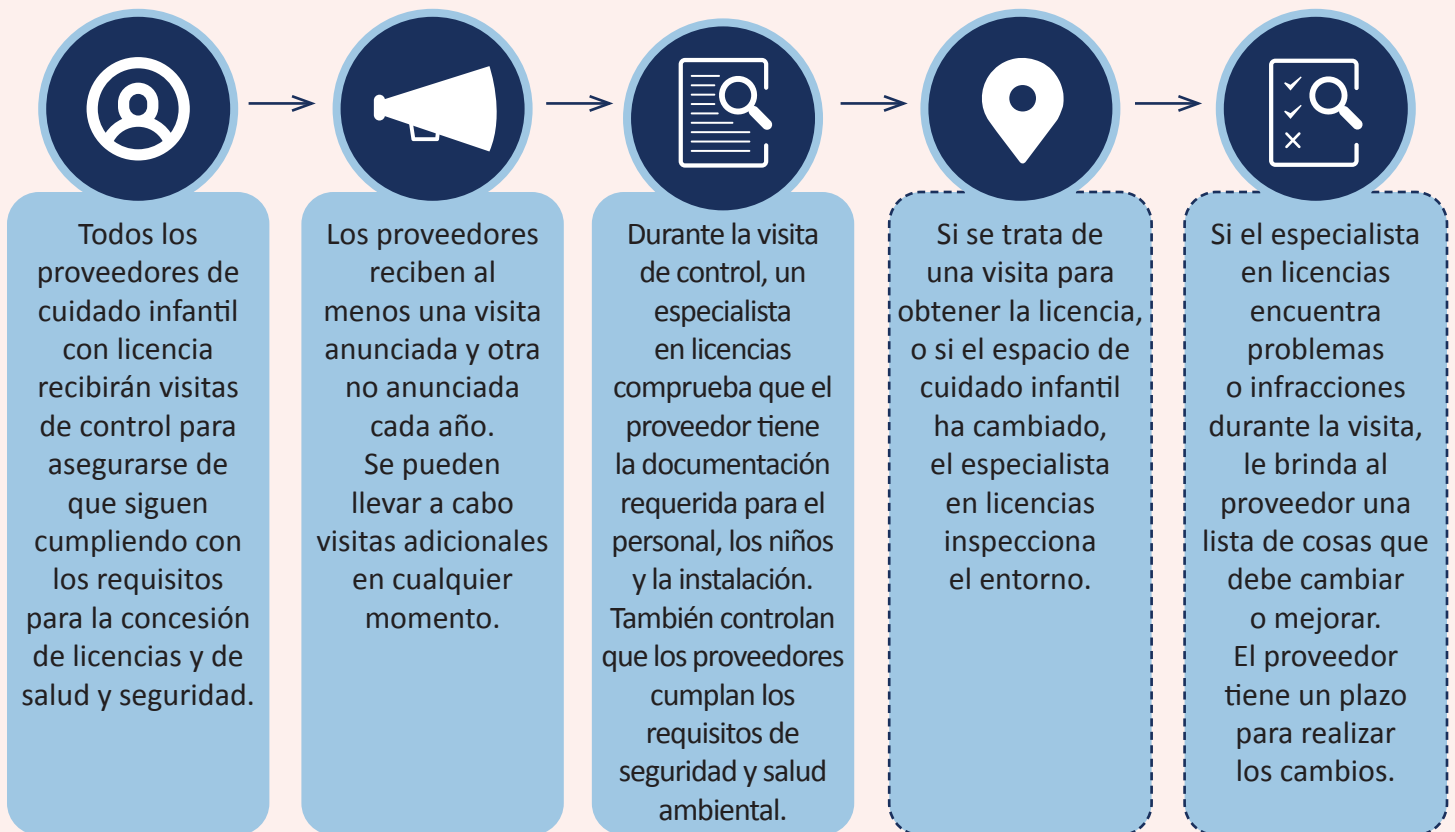 Todos los
proveedores de
cuidado infantil
con licencia
recibirán visitas
de control para
asegurarse de
que siguen
cumpliendo con
los requisitos
para la concesión
de licencias y de
salud y seguridad.
Los proveedores
reciben al
menos una visita
anunciada y otra
no anunciada
cada año.
Se pueden
llevar a cabo
visitas adicionales
en cualquier
momento.
Durante la visita
de control, un
especialista
en licencias
comprueba que el
proveedor tiene
la documentación
requerida para el
personal, los niños
y la instalación.
También controlan
que los proveedores
cumplan los
requisitos de
seguridad y salud
ambiental.
Si se trata de
una visita para
obtener la licencia,
o si el espacio de
cuidado infantil
ha cambiado,
el especialista
en licencias
inspecciona
el entorno.
Si el especialista
en licencias
encuentra
problemas
o infracciones
durante la visita,
le brinda al
proveedor una
lista de cosas que
debe cambiar
o mejorar.
El proveedor
tiene un plazo
para realizar
los cambios.